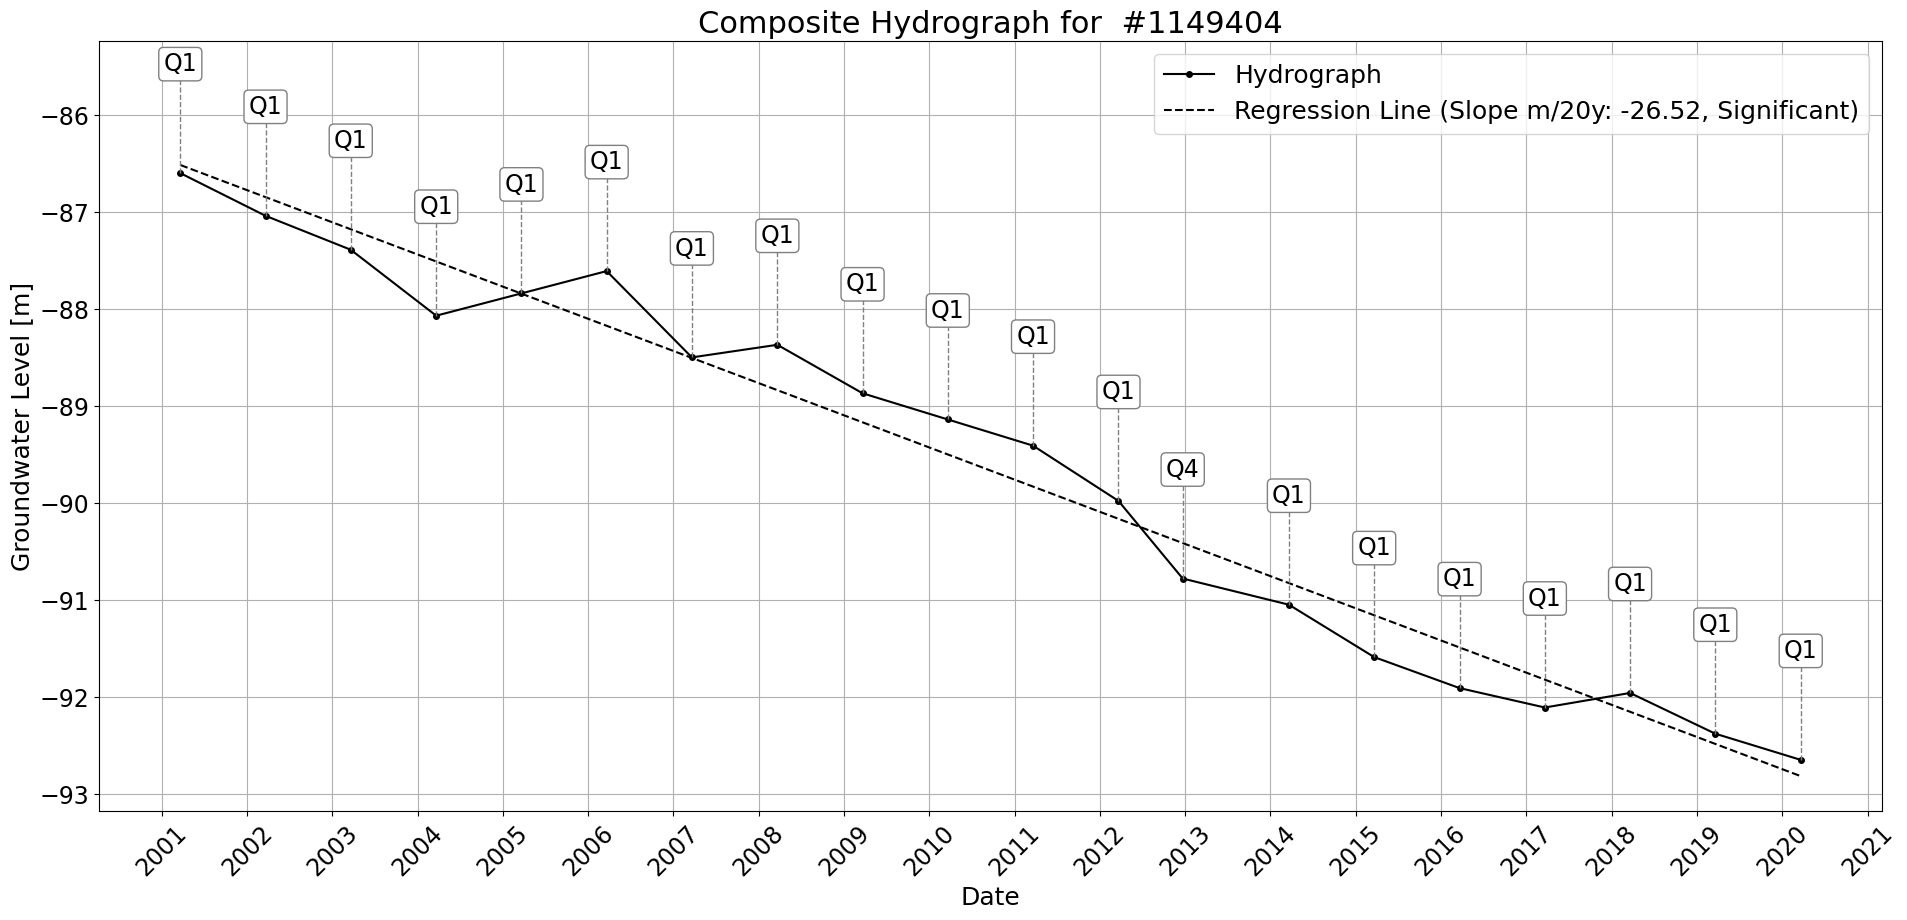 Composite Hydrograph for  #1149404
Hydrograph
Regression Line (Slope m/20y: -26.52, Significant)
Q1
Q1
Q1
Q1
Q1
Q1
Q1
Q1
Q1
Q1
Q1
Q1
Q4
Q1
Q1
Q1
Q1
Q1
Q1
Q1
Groundwater Level [m]
−86
−87
−88
−89
−90
−91
−92
−93
2001
2002
2003
2004
2005
2006
2007
2008
2009
2010
2011
2012
2013
2014
2015
2016
2017
2018
2019
2020
2021
Date